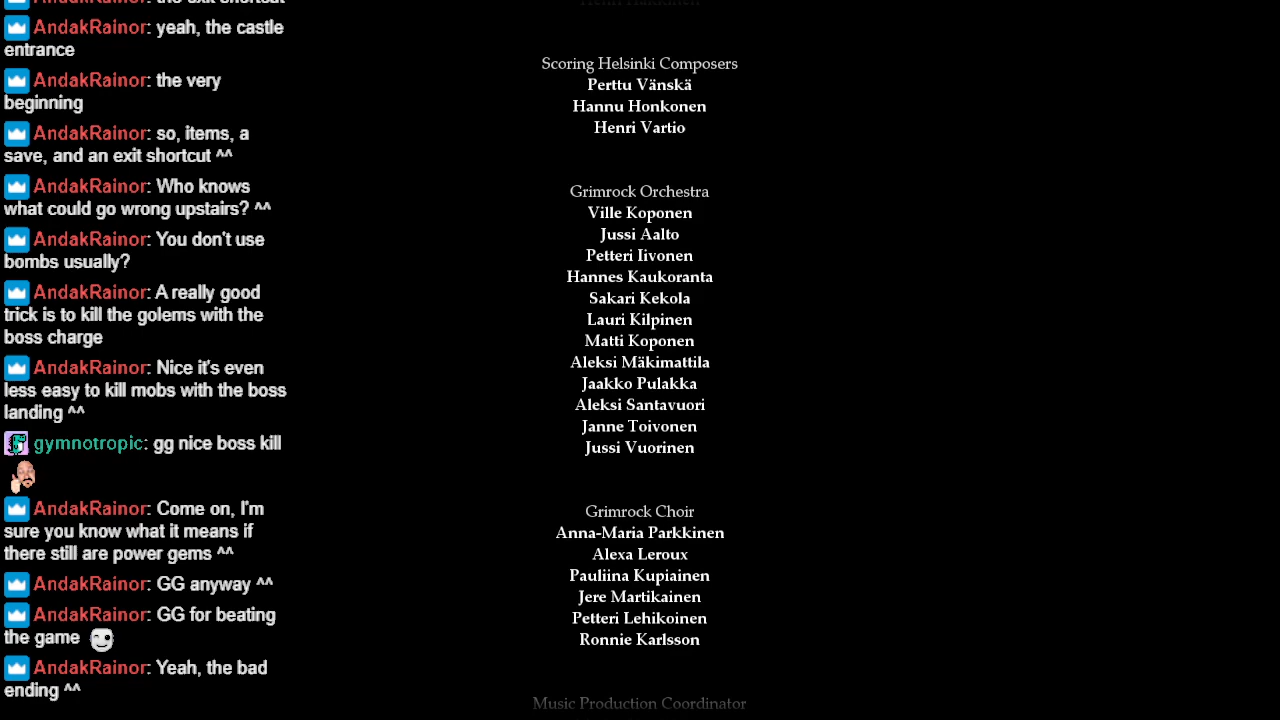 AndakRainor: the exit shortcut
AndakRainor: yeah, the castle
entrance
AndakRainor: the very
beginning
AndakRainor: so, items, a
save, and an exit shortcut ^^
AndakRainor: Who knows
what could go wrong upstairs? ^^
AndakRainor: You don't use
bombs usually?
AndakRainor: A really good
trick is to kill the golems with the
boss charge
AndakRainor: Nice it's even
less easy to kill mobs with the boss
landing ^^
gymnotropic: gg nice boss kill
AndakRainor: Come on, I'm
sure you know what it means if
there still are power gems ^^
AndakRainor: GG anyway ^^
AndakRainor: GG for beating
the game
AndakRainor: Yeah, the bad
ending ^^
Scoring Helsinki Composers
Perttu Vänskä
Hannu Honkonen
Henri Vartio
Grimrock Orchestra
Ville Koponen
Jussi Aalto
Petteri Iivonen
Hannes Kaukoranta
Sakari Kekola
Lauri Kilpinen
Matti Koponen
Aleksi Mäkimattila
Jaakko Pulakka
Aleksi Santavuori
Janne Toivonen
Jussi Vuorinen
Grimrock Choir
Anna-Maria Parkkinen
Alexa Leroux
Pauliina Kupiainen
Jere Martikainen
Petteri Lehikoinen
Ronnie Karlsson
Music Production Coordinator